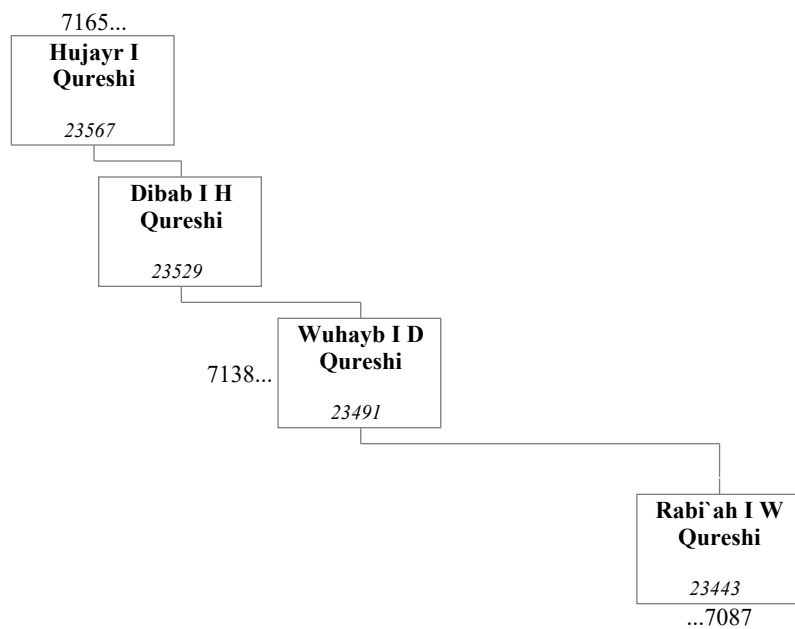 7165...
Hujayr I
Qureshi
23567
Dibab I H
Qureshi
23529
Wuhayb I D
Qureshi
7138...
23491
Rabi`ah I W
Qureshi
23443
...7087